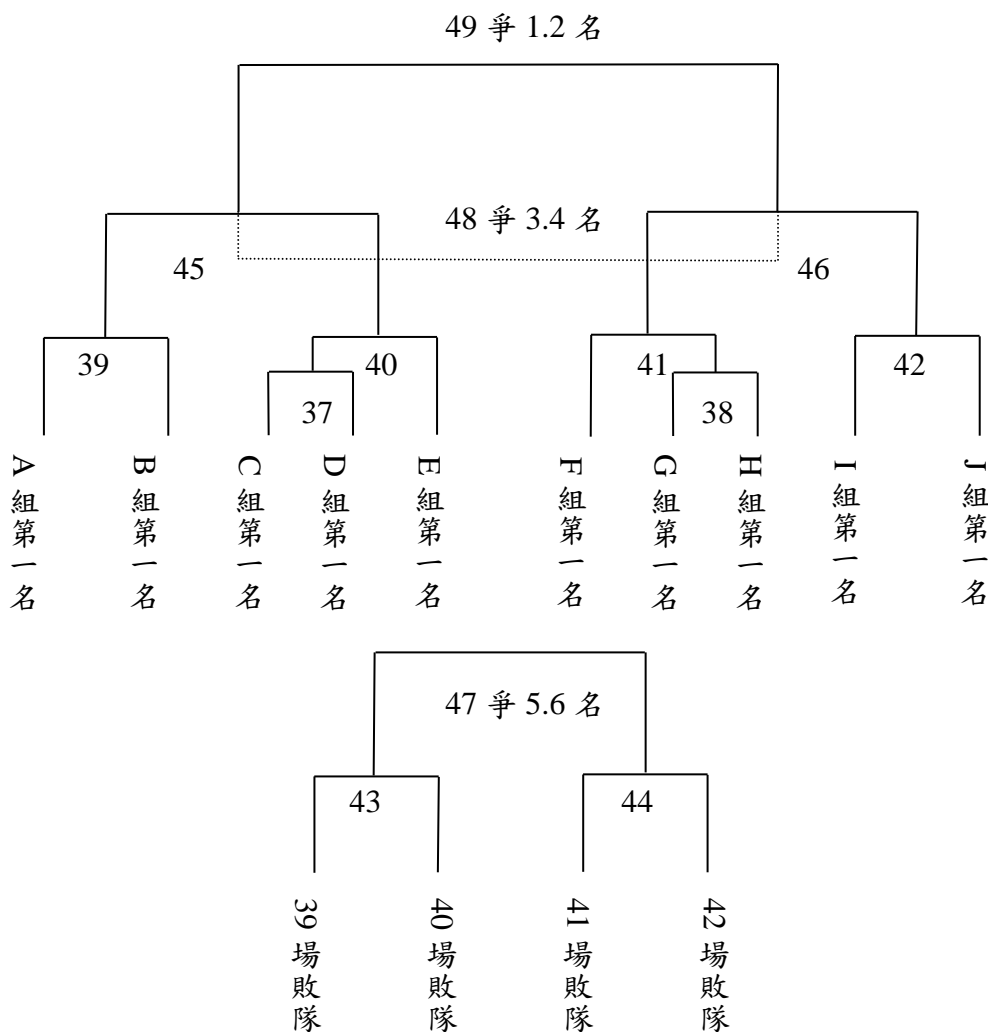 49 爭 1.2 名
48 爭 3.4 名
45
46
39
40
41
42
37
38
A 組第一名
B 組第一名
C 組第一名
D 組第一名
E 組第一名
F 組第一名
G 組第一名
H 組第一名
I 組第一名
J 組第一名
47 爭 5.6 名
43
44
39 場敗隊
40 場敗隊
41 場敗隊
42 場敗隊